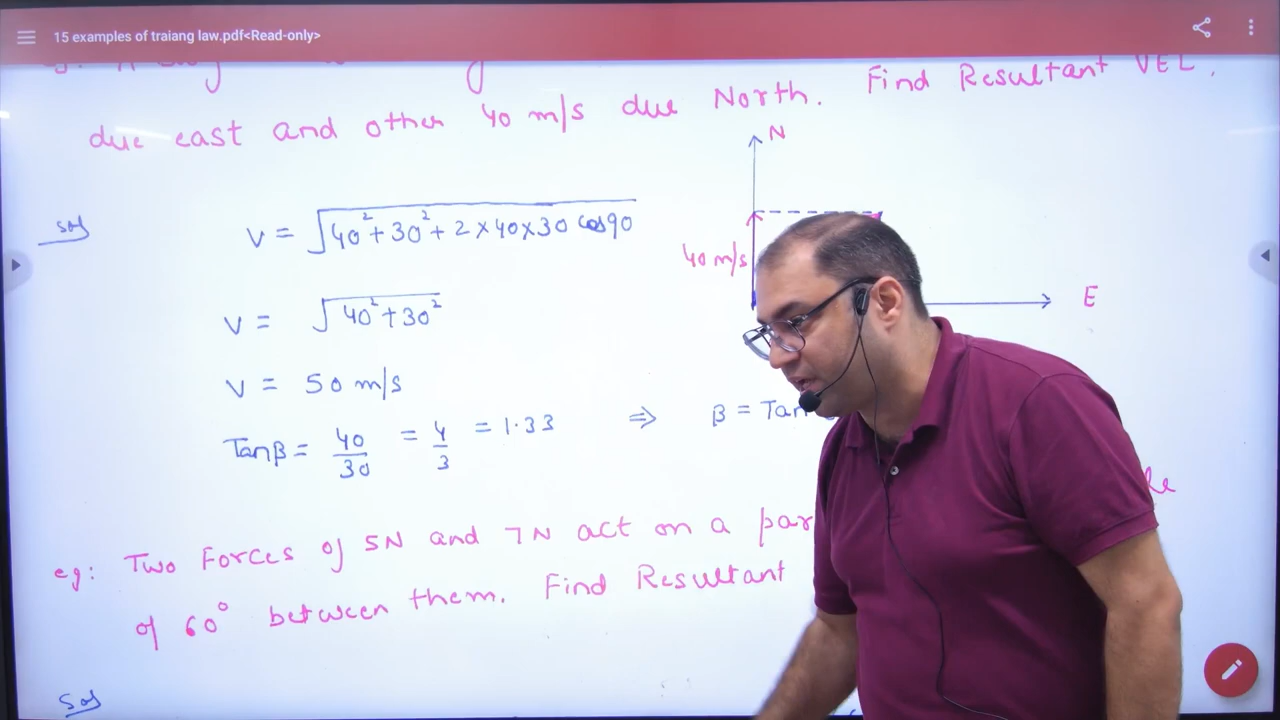 15 examples of traiang law.pdf<Read-only>
due east and other 40 m/s due North. Find Resultant VEL.
N
Sol
V = √40²+30²+2×40×30 cos90
40 m/s
E
V = √40²+30²
V = 50 m/s
Tanβ = 40/30 = 4/3 = 1.33 ⇒ β = Tan
eg: Two Forces of 5N and 7N act on a par
of 60° between them. Find Resultant
Sol